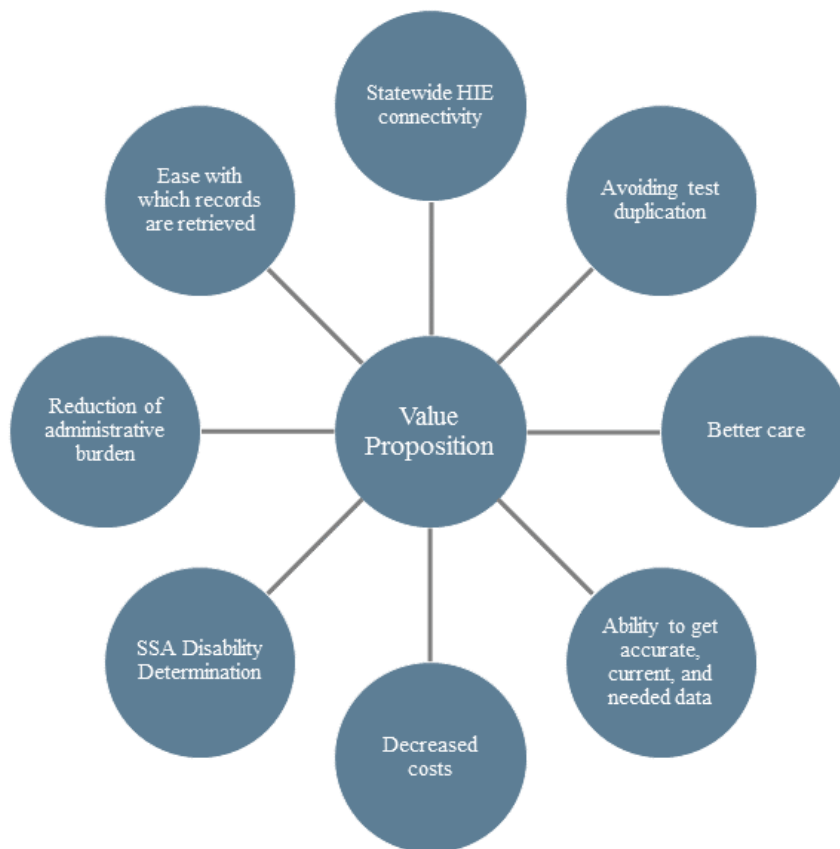 Statewide HIE
connectivity
Avoiding test
duplication
Better care
Ability to get
accurate,
current, and
needed data
Decreased
costs
SSA Disability
Determination
Reduction of
administrative
burden
Ease with
which records
are retrieved
Value
Proposition